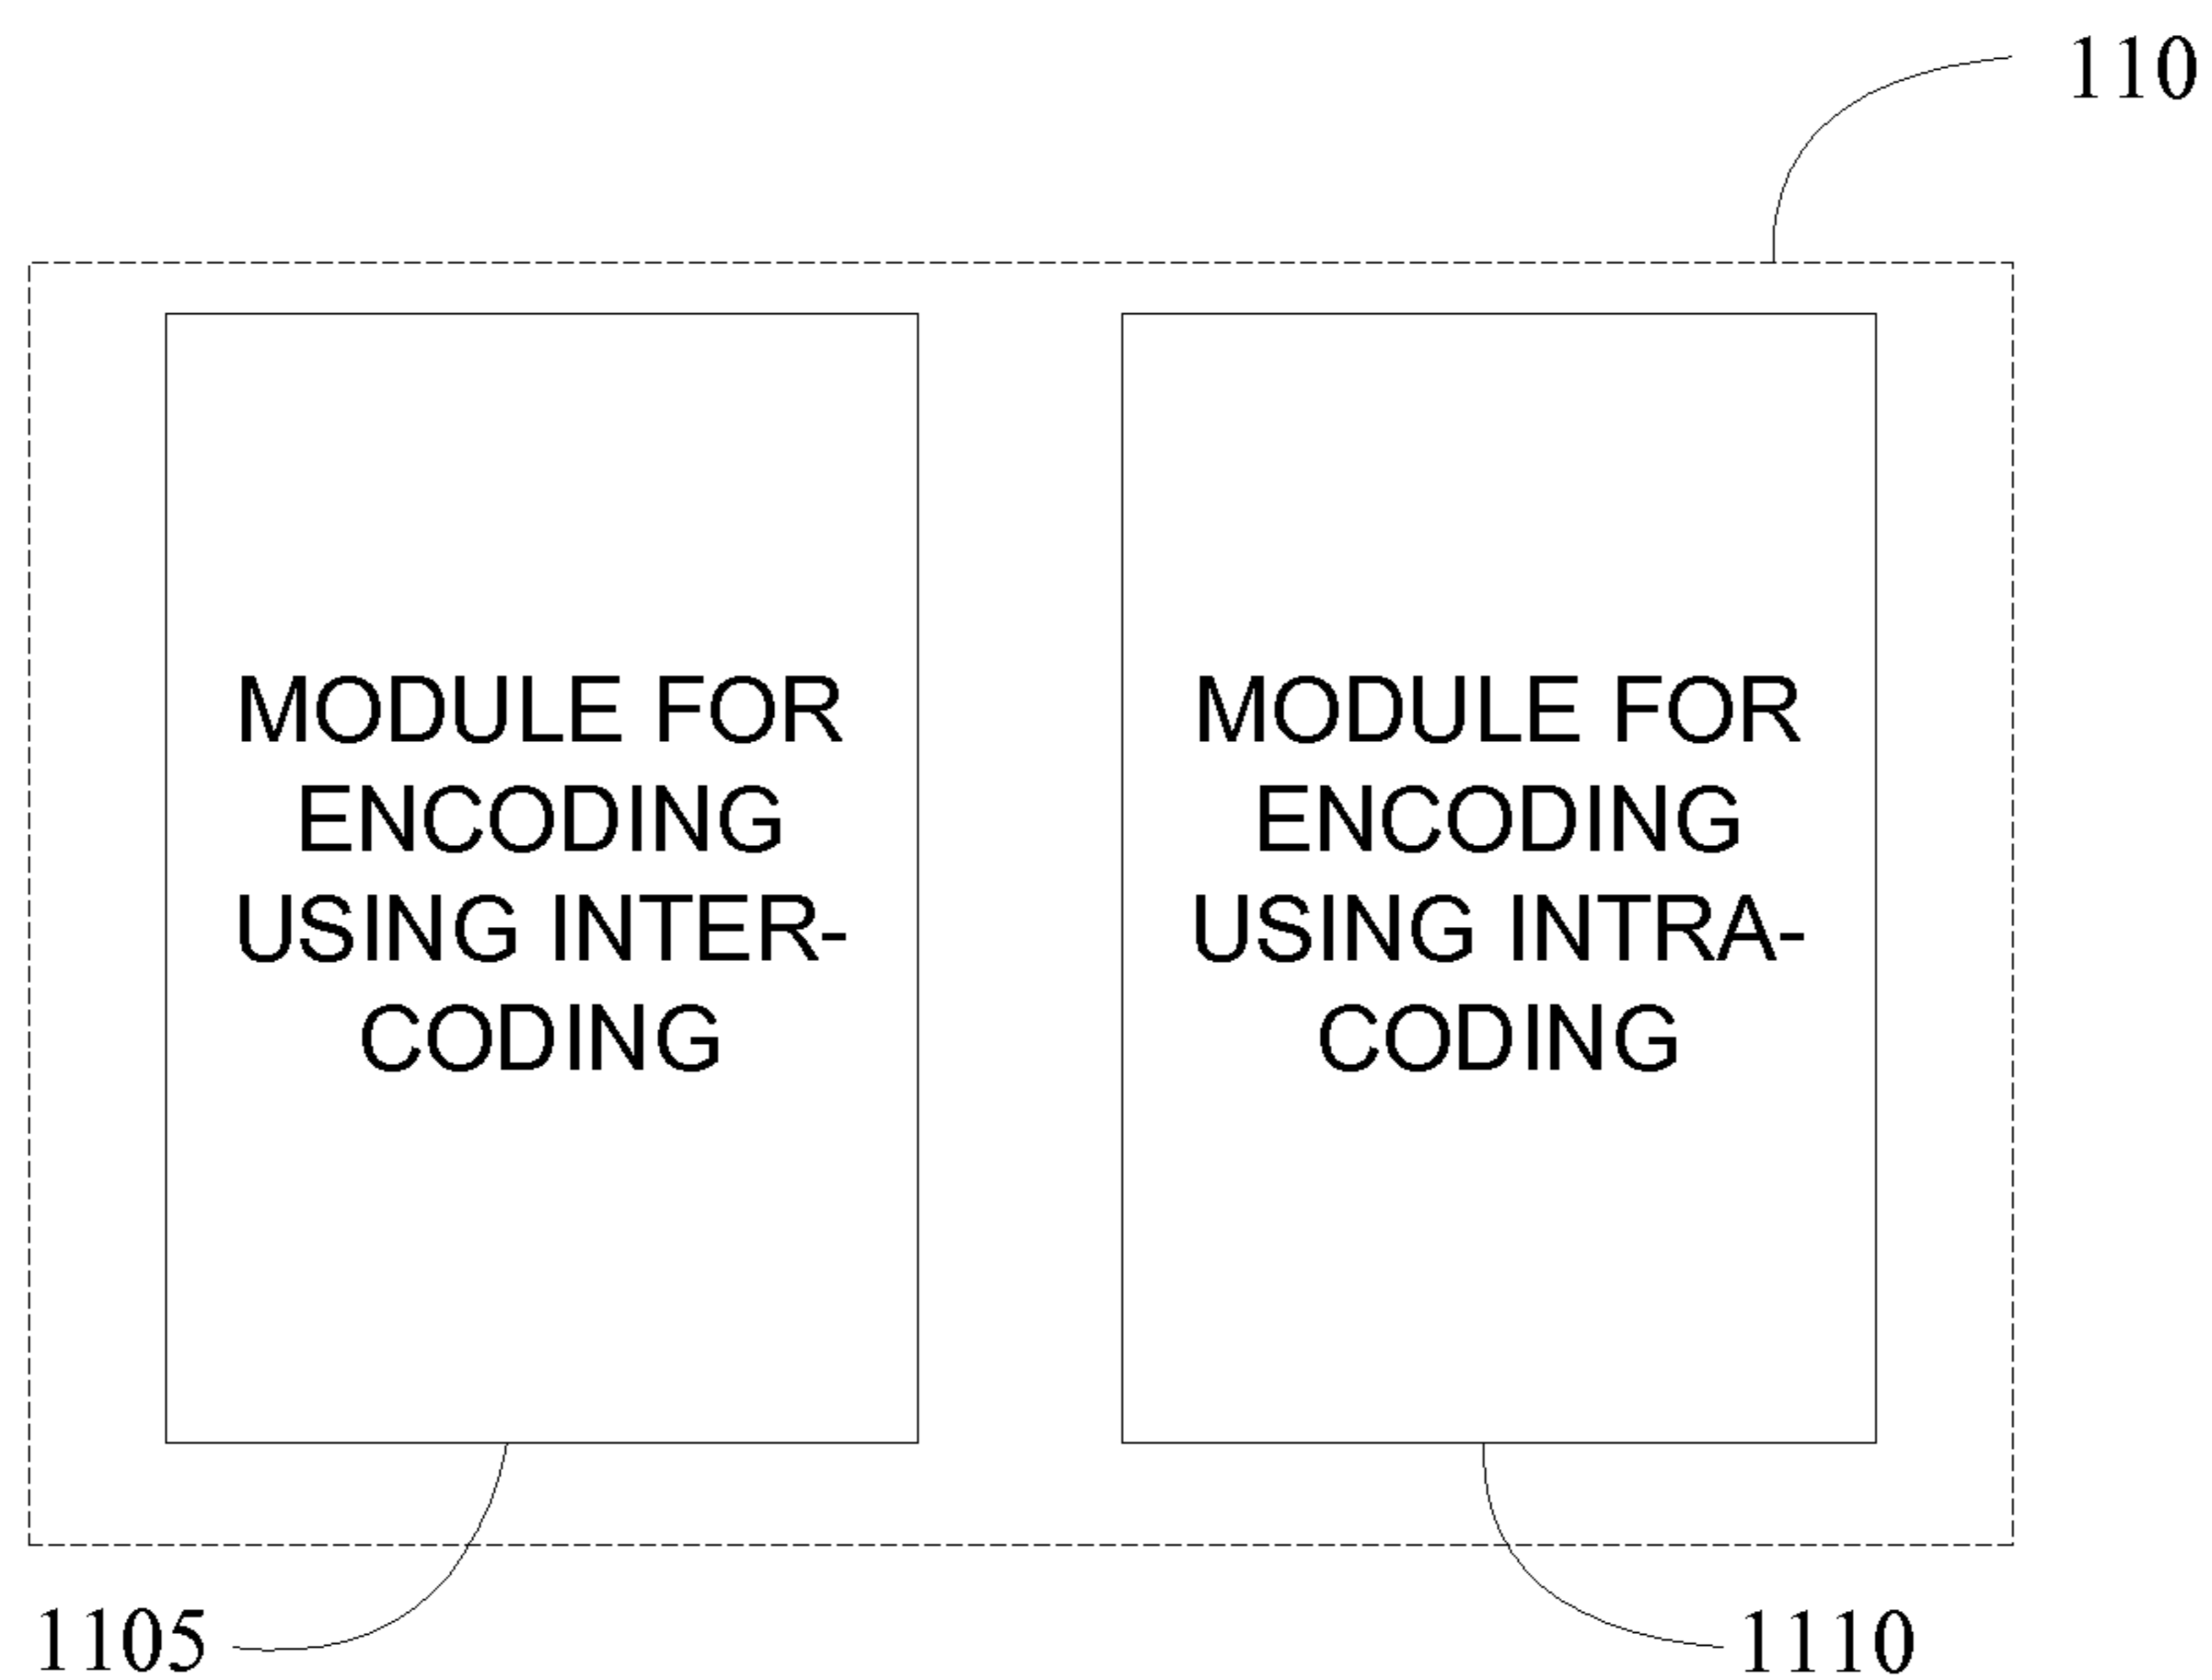 110
MODULE FOR
ENCODING
USING INTER-
CODING
MODULE FOR
ENCODING
USING INTRA-
CODING
1105
1110